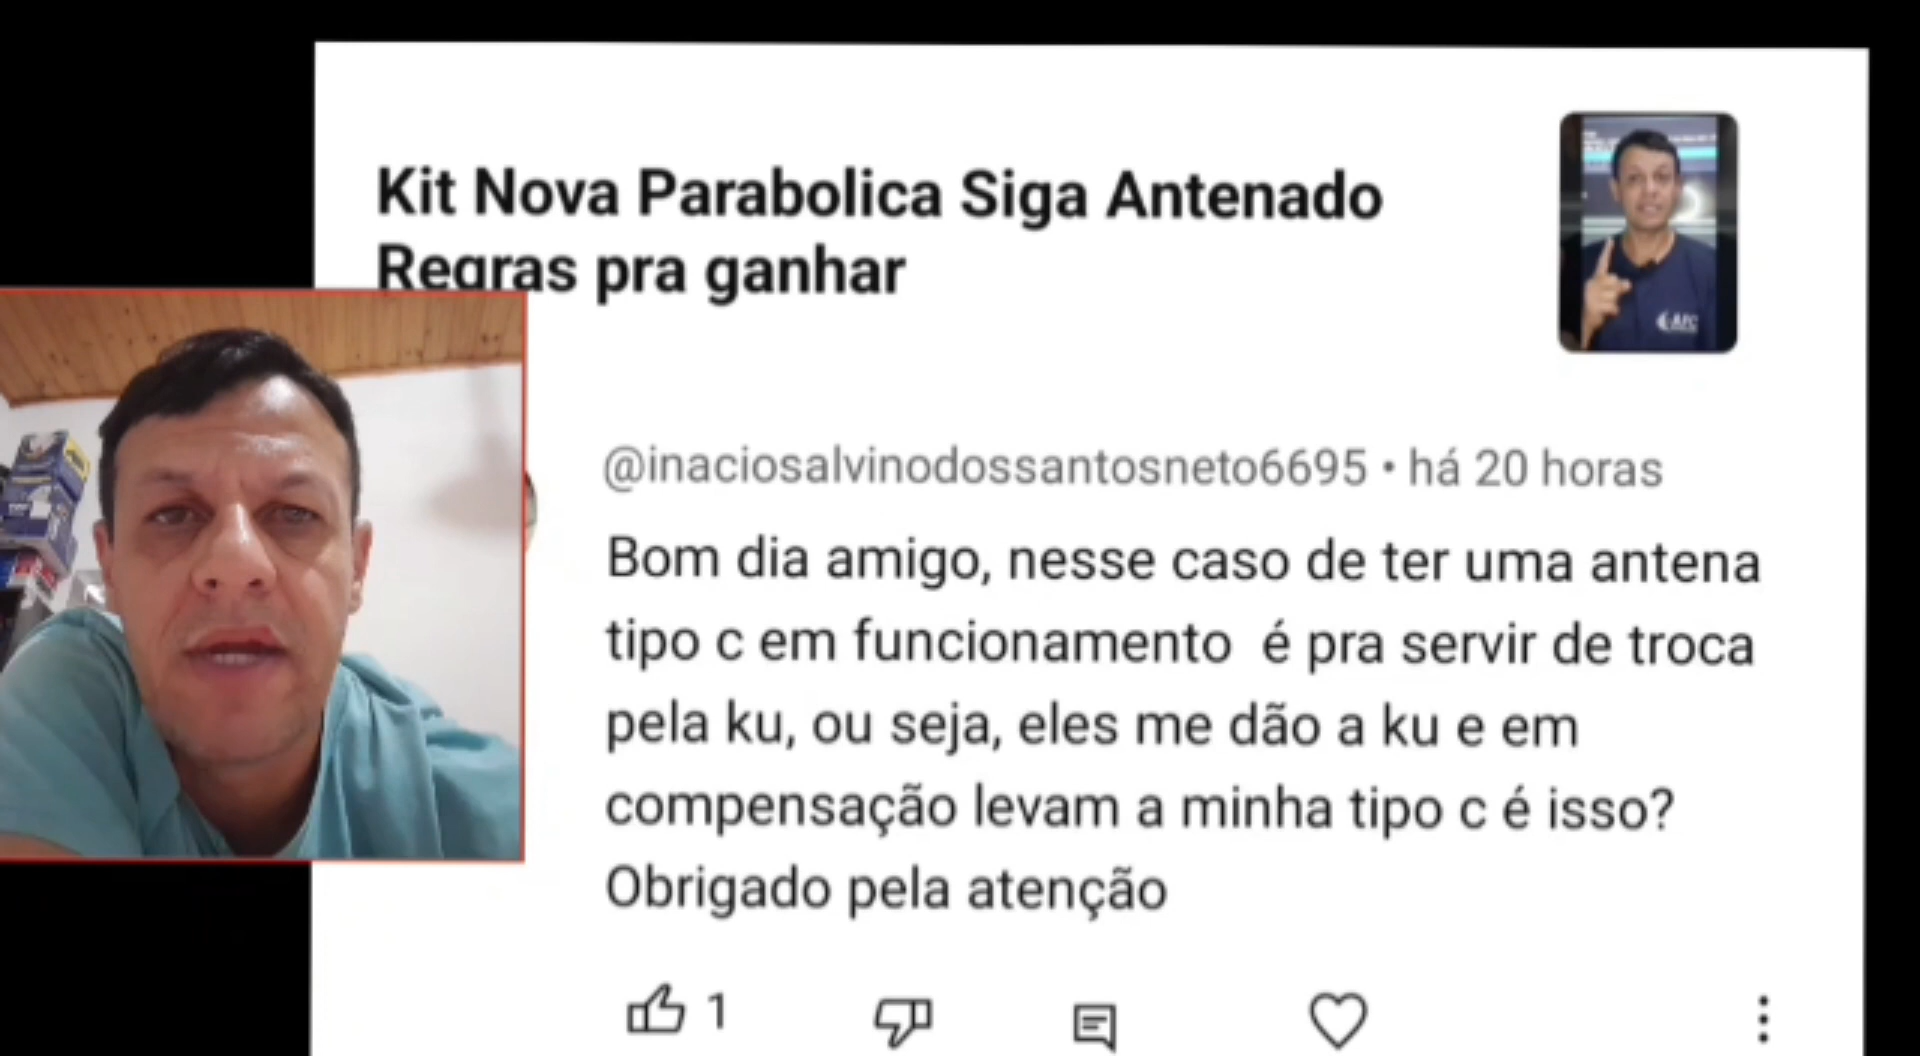 Kit Nova Parabolica Siga Antenado
Regras pra ganhar
@inaciosalvinodossantosneto6695 • há 20 horas
Bom dia amigo, nesse caso de ter uma antena
tipo c em funcionamento é pra servir de troca
pela ku, ou seja, eles me dão a ku e em
compensação levam a minha tipo c é isso?
Obrigado pela atenção
1